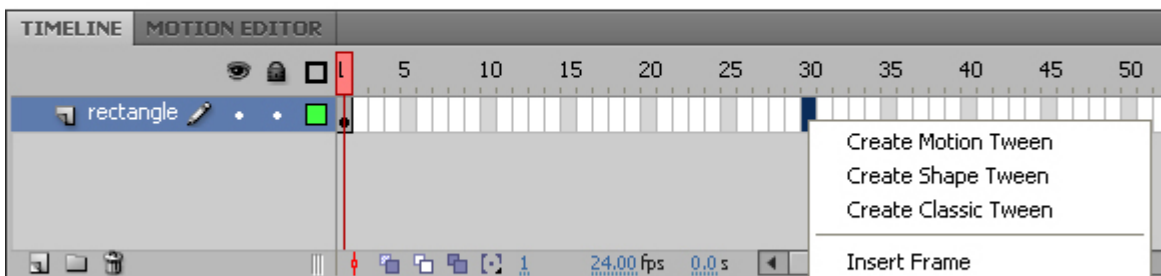 TIMELINE MOTION EDITOR
1 5 10 15 20 25 30 35 40 45 50
rectangle
Create Motion Tween
Create Shape Tween
Create Classic Tween
Insert Frame
1 24.00 fps 0.0 s